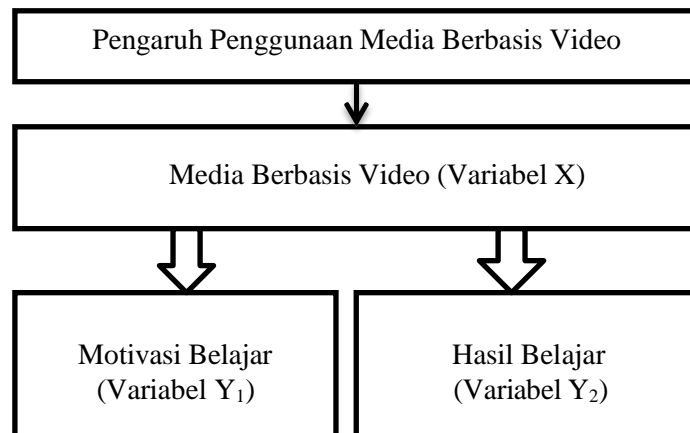 Pengaruh Penggunaan Media Berbasis Video
Media Berbasis Video (Variabel X)
Motivasi Belajar
(Variabel Y₁)
Hasil Belajar
(Variabel Y₂)